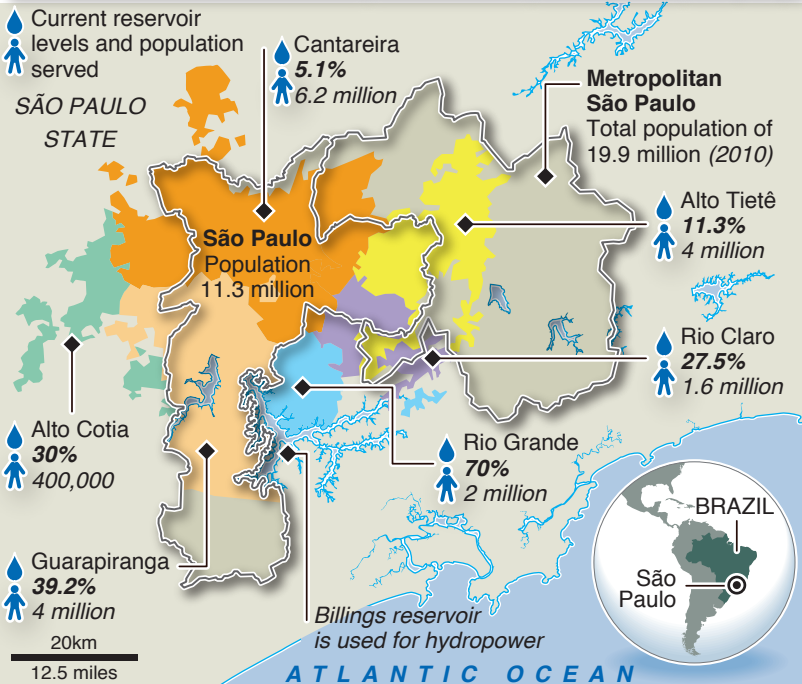 Current reservoir
levels and population
served
SÃO PAULO
STATE
Cantareira
5.1%
6.2 million
Metropolitan
São Paulo
Total population of
19.9 million (2010)
Alto Tietê
11.3%
4 million
São Paulo
Population
11.3 million
Rio Claro
27.5%
1.6 million
Alto Cotia
30%
400,000
Rio Grande
70%
2 million
Guarapiranga
39.2%
4 million
Billings reservoir
is used for hydropower
20km
12.5 miles
ATLANTIC OCEAN
BRAZIL
São
Paulo